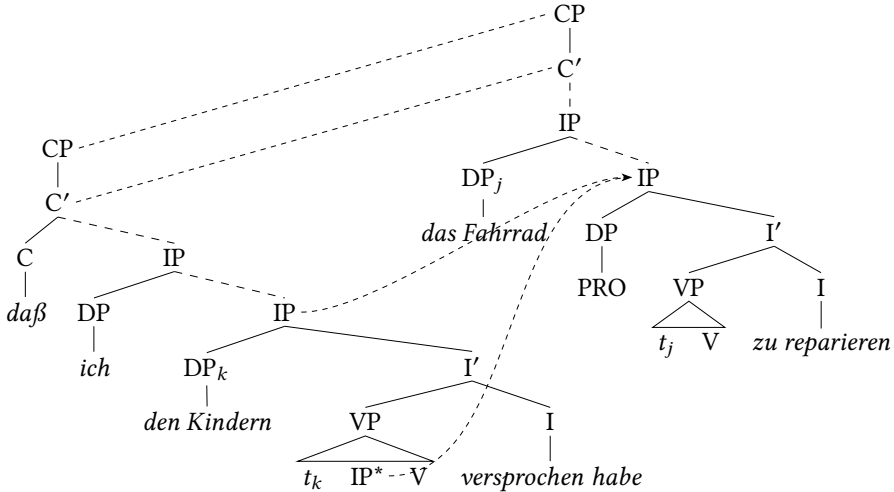 CP
C′
IP
CP
DPj
IP
C′
das Fahrrad
DP
I′
C
IP
PRO
VP
I
daß
DP
IP
tj V
zu reparieren
ich
DPk
I′
den Kindern
VP
I
tk IP* V
versprochen habe